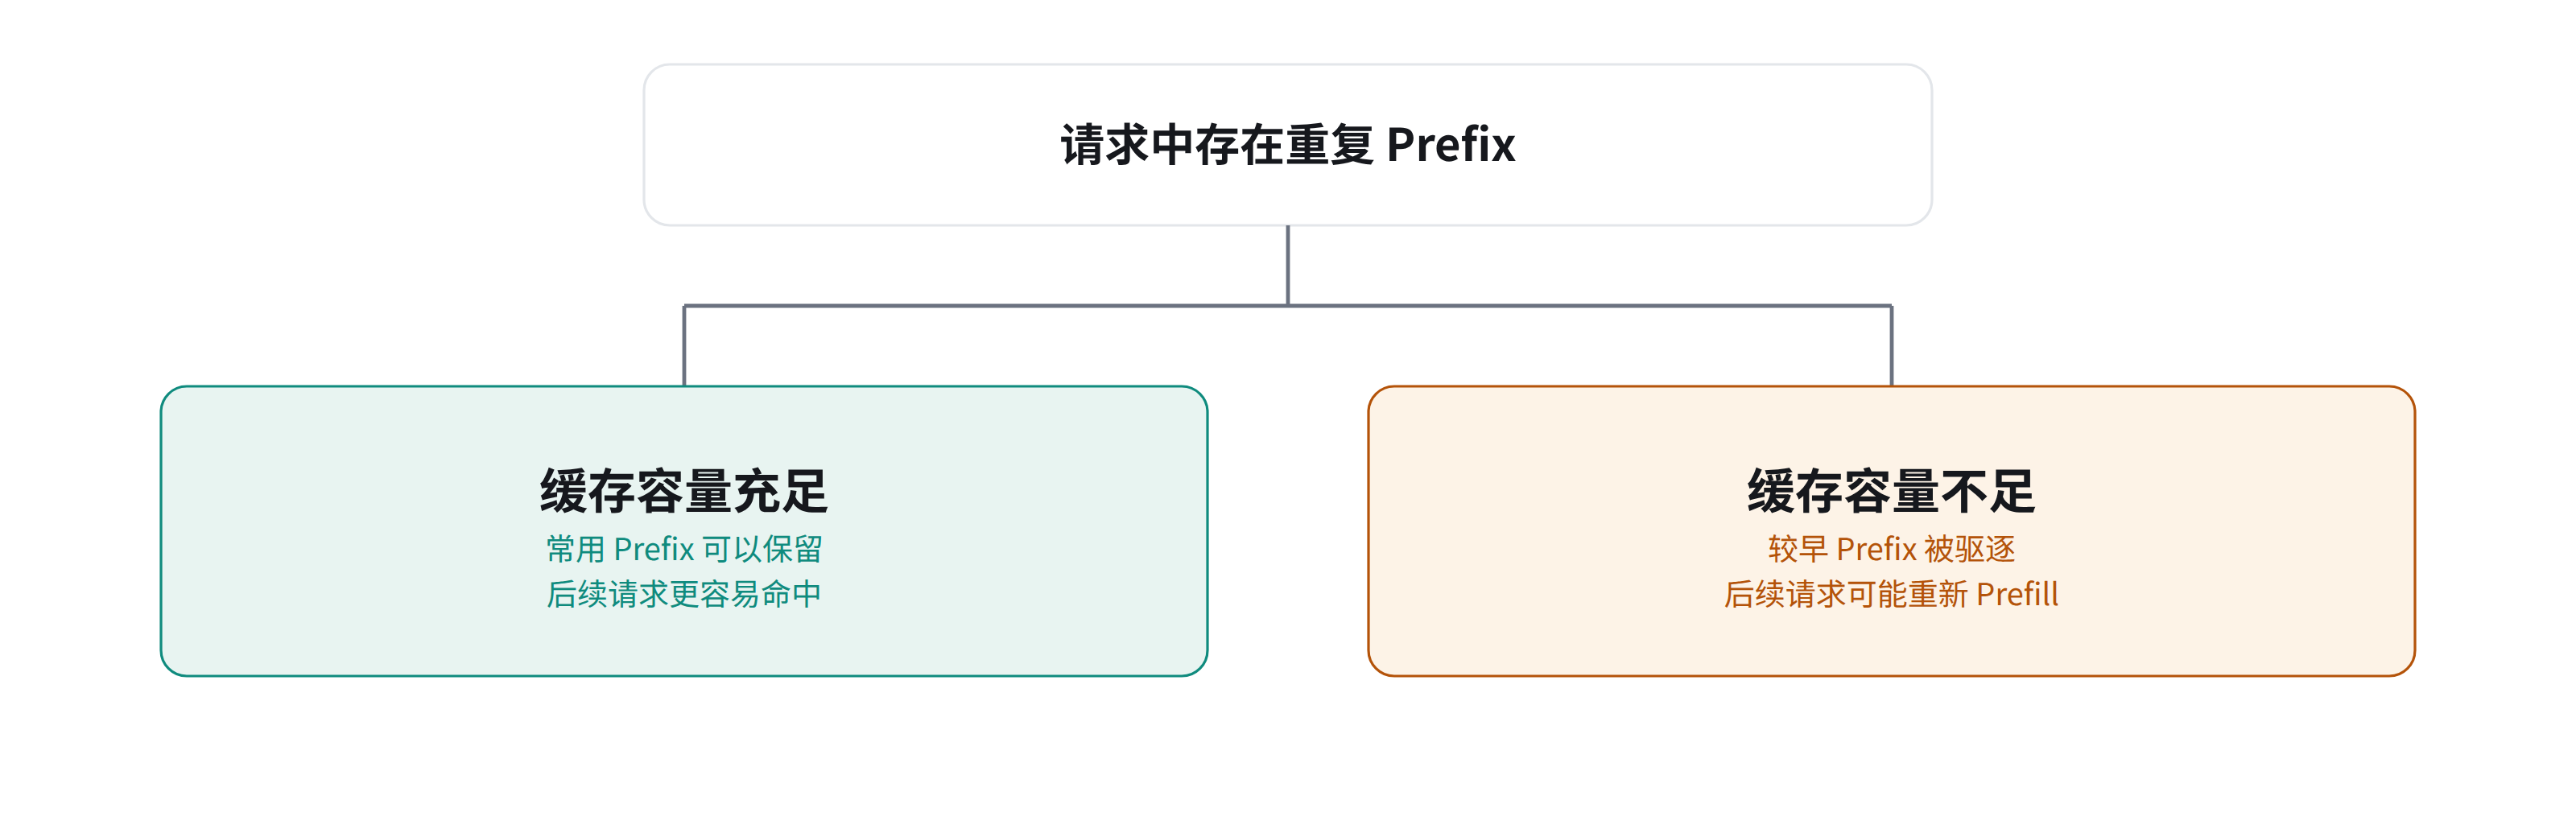 请求中存在重复 Prefix
缓存容量充足
常用 Prefix 可以保留
后续请求更容易命中
缓存容量不足
较早 Prefix 被驱逐
后续请求可能重新 Prefill